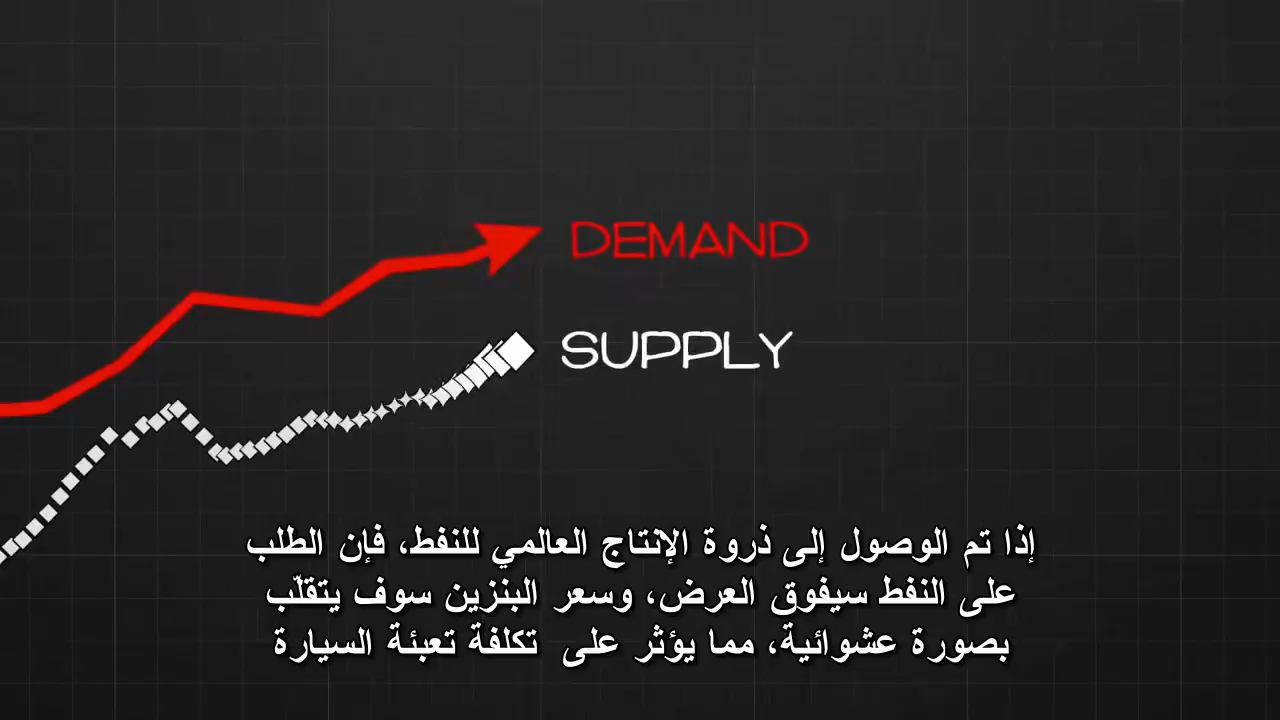 DEMAND
SUPPLY
إذا تم الوصول إلى ذروة الإنتاج العالمي للنفط، فإن الطلب
على النفط سيفوق العرض، وسعر البنزين سوف يتقلّب
بصورة عشوائية، مما يؤثر على تكلفة تعبئة السيارة